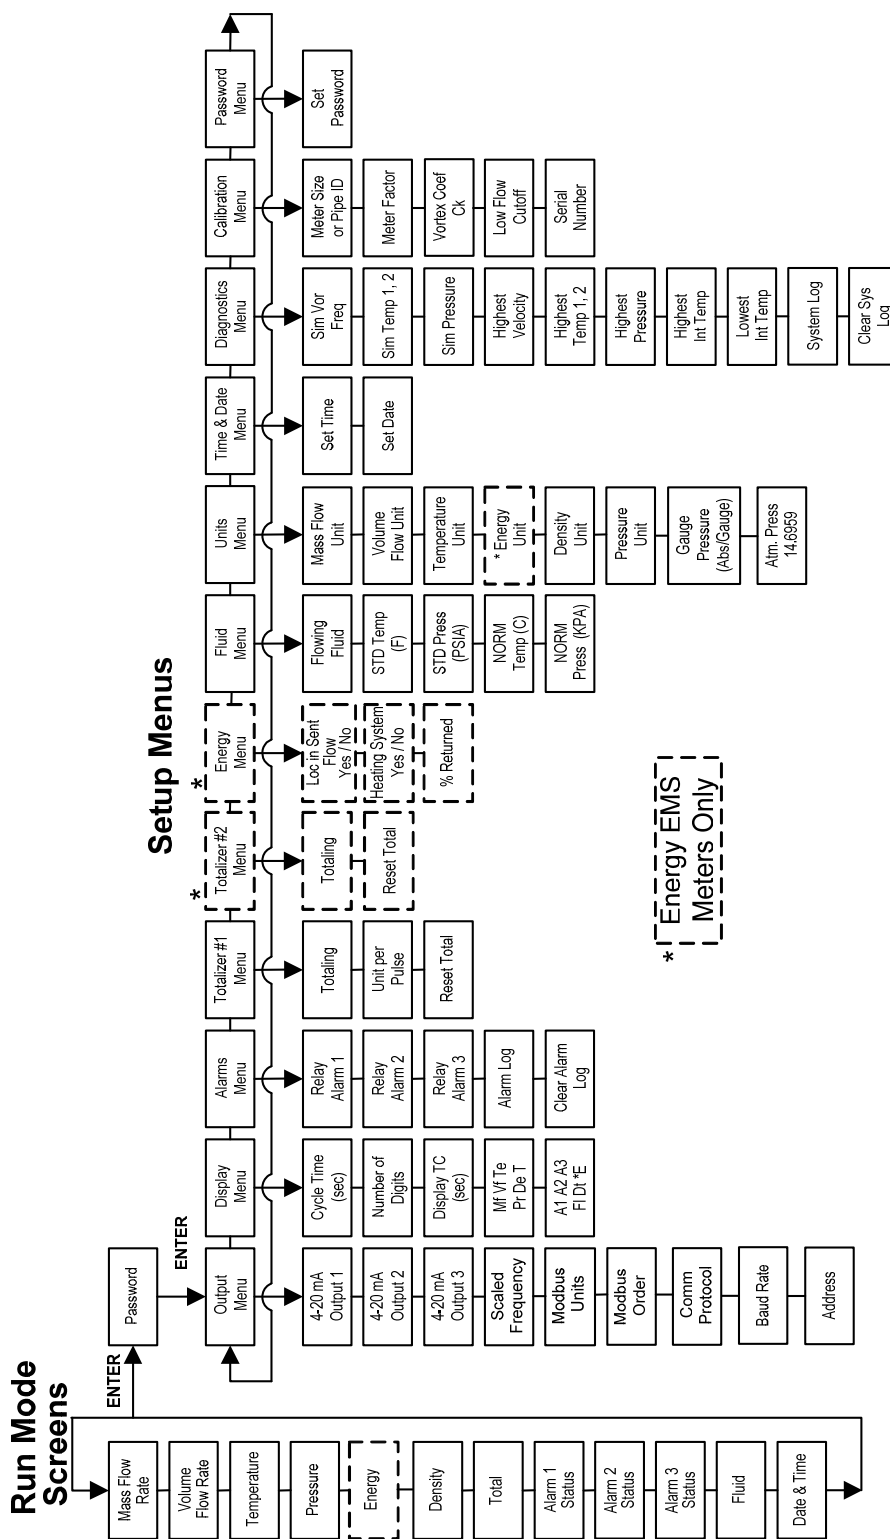 Run Mode
Screens
Mass Flow
Rate
Volume
Flow Rate
Temperature
Pressure
Energy
Density
Total
Alarm 1
Status
Alarm 2
Status
Alarm 3
Status
Fluid
Date & Time
ENTER
Password
ENTER
Setup Menus
Output
Menu
4-20 mA
Output 1
4-20 mA
Output 2
4-20 mA
Output 3
Scaled
Frequency
Modbus
Units
Modbus
Order
Comm
Protocol
Baud Rate
Address
Display
Menu
Cycle Time
(sec)
Number of
Digits
Display TC
(sec)
Mf Vf Te
Pr De T
A1 A2 A3
Fl Dt *E
Alarms
Menu
Relay
Alarm 1
Relay
Alarm 2
Relay
Alarm 3
Alarm Log
Clear Alarm
Log
Totalizer #1
Menu
Totaling
Unit per
Pulse
Reset Total
*
Totalizer #2
Menu
Totaling
Reset Total
*
Energy
Menu
Loc in Sent
Flow
Yes / No
Heating System
Yes / No
% Returned
Fluid
Menu
Flowing
Fluid
STD Temp
(F)
STD Press
(PSIA)
NORM
Temp (C)
NORM
Press (KPA)
Units
Menu
Mass Flow
Unit
Volume
Flow Unit
Temperature
Unit
* Energy
Unit
Density
Unit
Pressure
Unit
Gauge
Pressure
(Abs/Gauge)
Atm. Press
14.6959
Time & Date
Menu
Set Time
Set Date
Diagnostics
Menu
Sim Vor
Freq
Sim Temp 1, 2
Sim Pressure
Highest
Velocity
Highest
Temp 1, 2
Highest
Pressure
Highest
Int Temp
Lowest
Int Temp
System Log
Clear Sys
Log
Calibration
Menu
Meter Size
or Pipe ID
Meter Factor
Vortex Coef
Ck
Low Flow
Cutoff
Serial
Number
Password
Menu
Set
Password
* Energy EMS
Meters Only